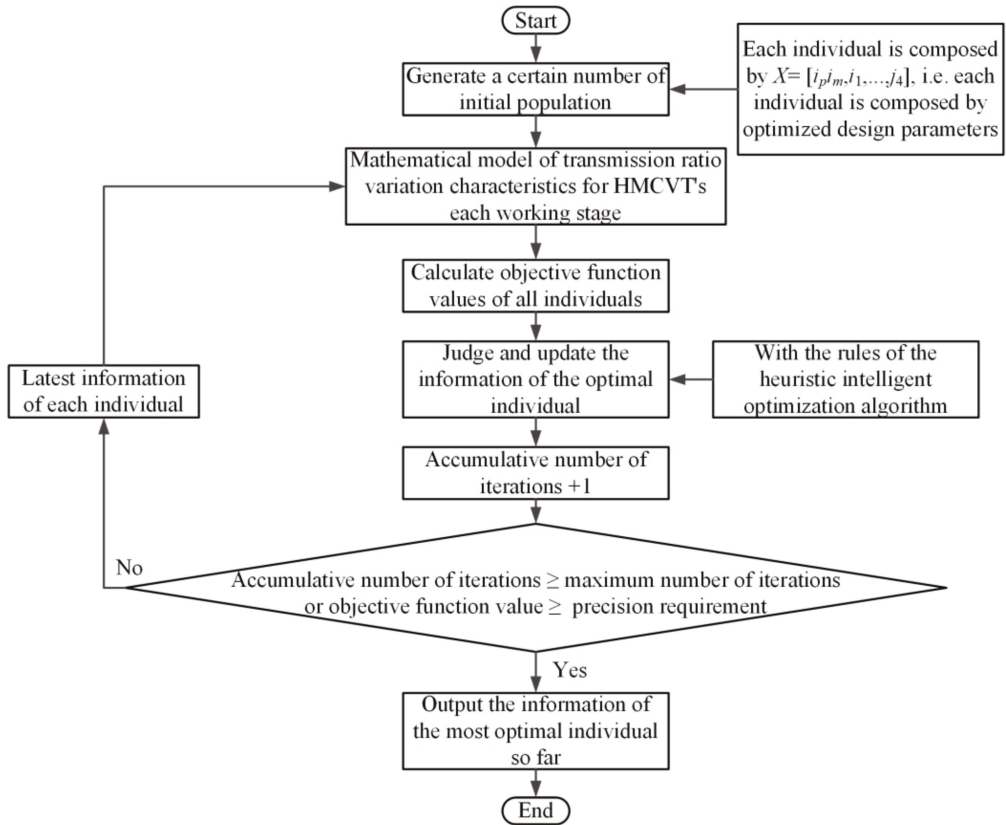 Start
Generate a certain number of
initial population
Each individual is composed
by X= [iₚiₘ,i₁,...,j₄], i.e. each
individual is composed by
optimized design parameters
Mathematical model of transmission ratio
variation characteristics for HMCVT's
each working stage
Calculate objective function
values of all individuals
Judge and update the
information of the optimal
individual
With the rules of the
heuristic intelligent
optimization algorithm
Latest information
of each individual
Accumulative number of
iterations +1
No
Accumulative number of iterations ≥ maximum number of iterations
or objective function value ≥ precision requirement
Yes
Output the information of
the most optimal individual
so far
End